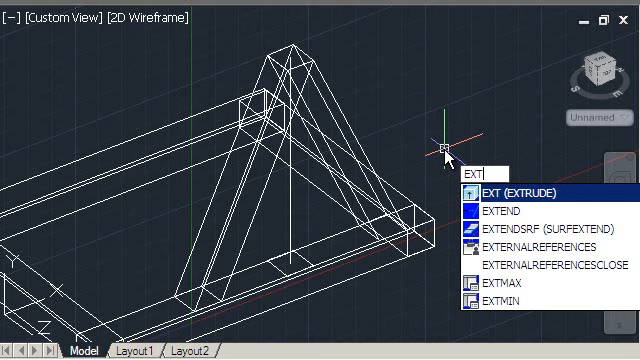 [−] [Custom View] [2D Wireframe]
S
E
Unnamed
EXT
EXT (EXTRUDE)
EXTEND
EXTENDSRF (SURFEXTEND)
EXTERNALREFERENCES
EXTERNALREFERENCESCLOSE
EXTMAX
EXTMIN
Y
X
Z
Model Layout1 Layout2